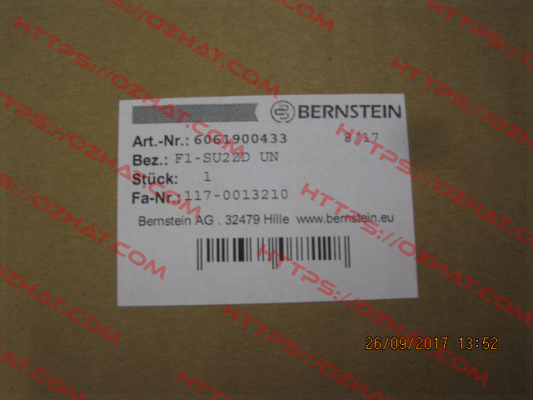 BERNSTEIN
Art.-Nr.: 6061900433 8/17
Bez.: F1-SU2ZD UN
Stück: 1
Fa-Nr.: 117-0013210
Bernstein AG . 32479 Hille www.bernstein.eu
26/09/2017 13:52
HTTPS://OZHAT.COM